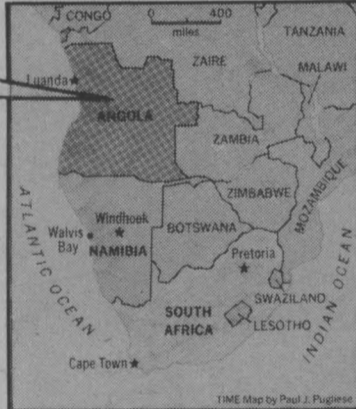 CONGO
0 400
miles
TANZANIA
ZAIRE
MALAWI
Luanda
ANGOLA
ZAMBIA
MOZAMBIQUE
ZIMBABWE
Windhoek
Walvis
Bay
NAMIBIA
BOTSWANA
Pretoria
ATLANTIC OCEAN
SWAZILAND
SOUTH
AFRICA
LESOTHO
INDIAN OCEAN
Cape Town
TIME Map by Paul J. Pugliese